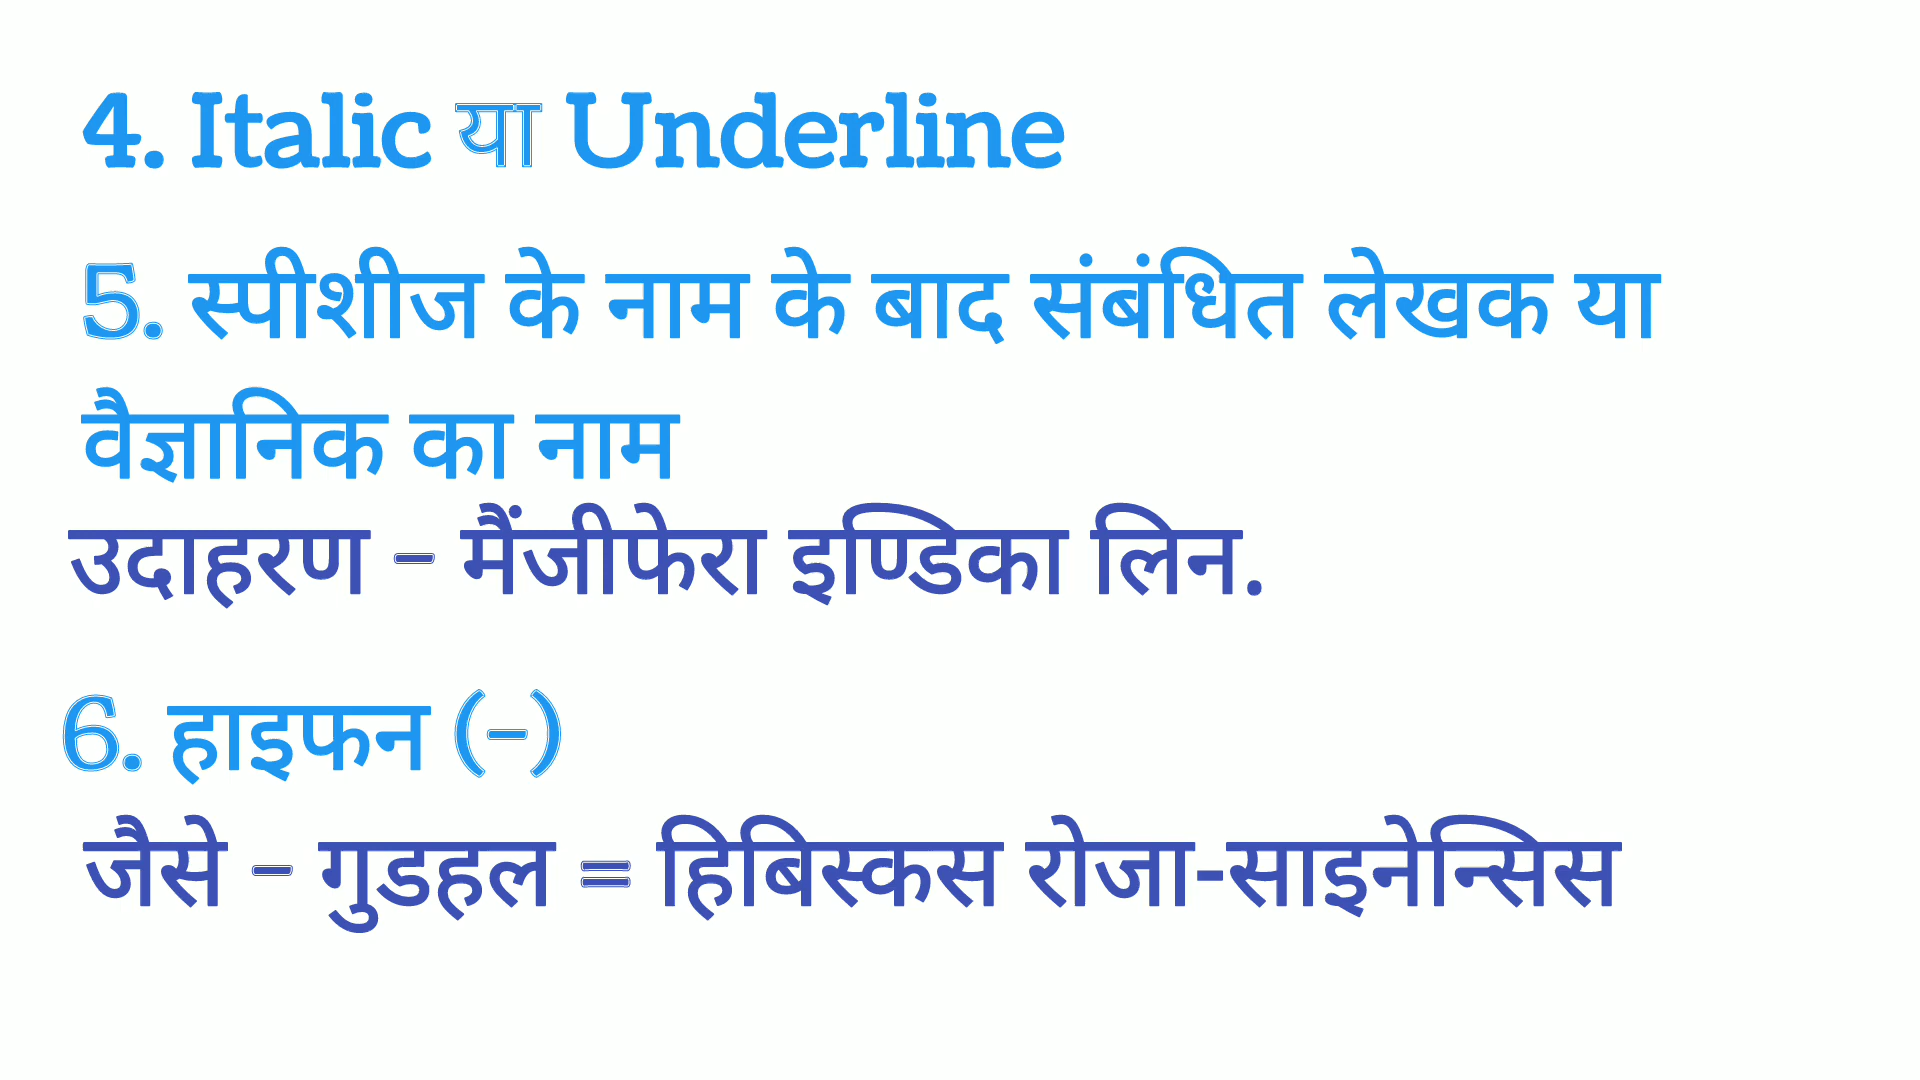 4. Italic या Underline
5. स्पीशीज के नाम के बाद संबंधित लेखक या
वैज्ञानिक का नाम
उदाहरण - मैंजीफेरा इण्डिका लिन.
6. हाइफन (-)
जैसे - गुडहल = हिबिस्कस रोजा-साइनेन्सिस